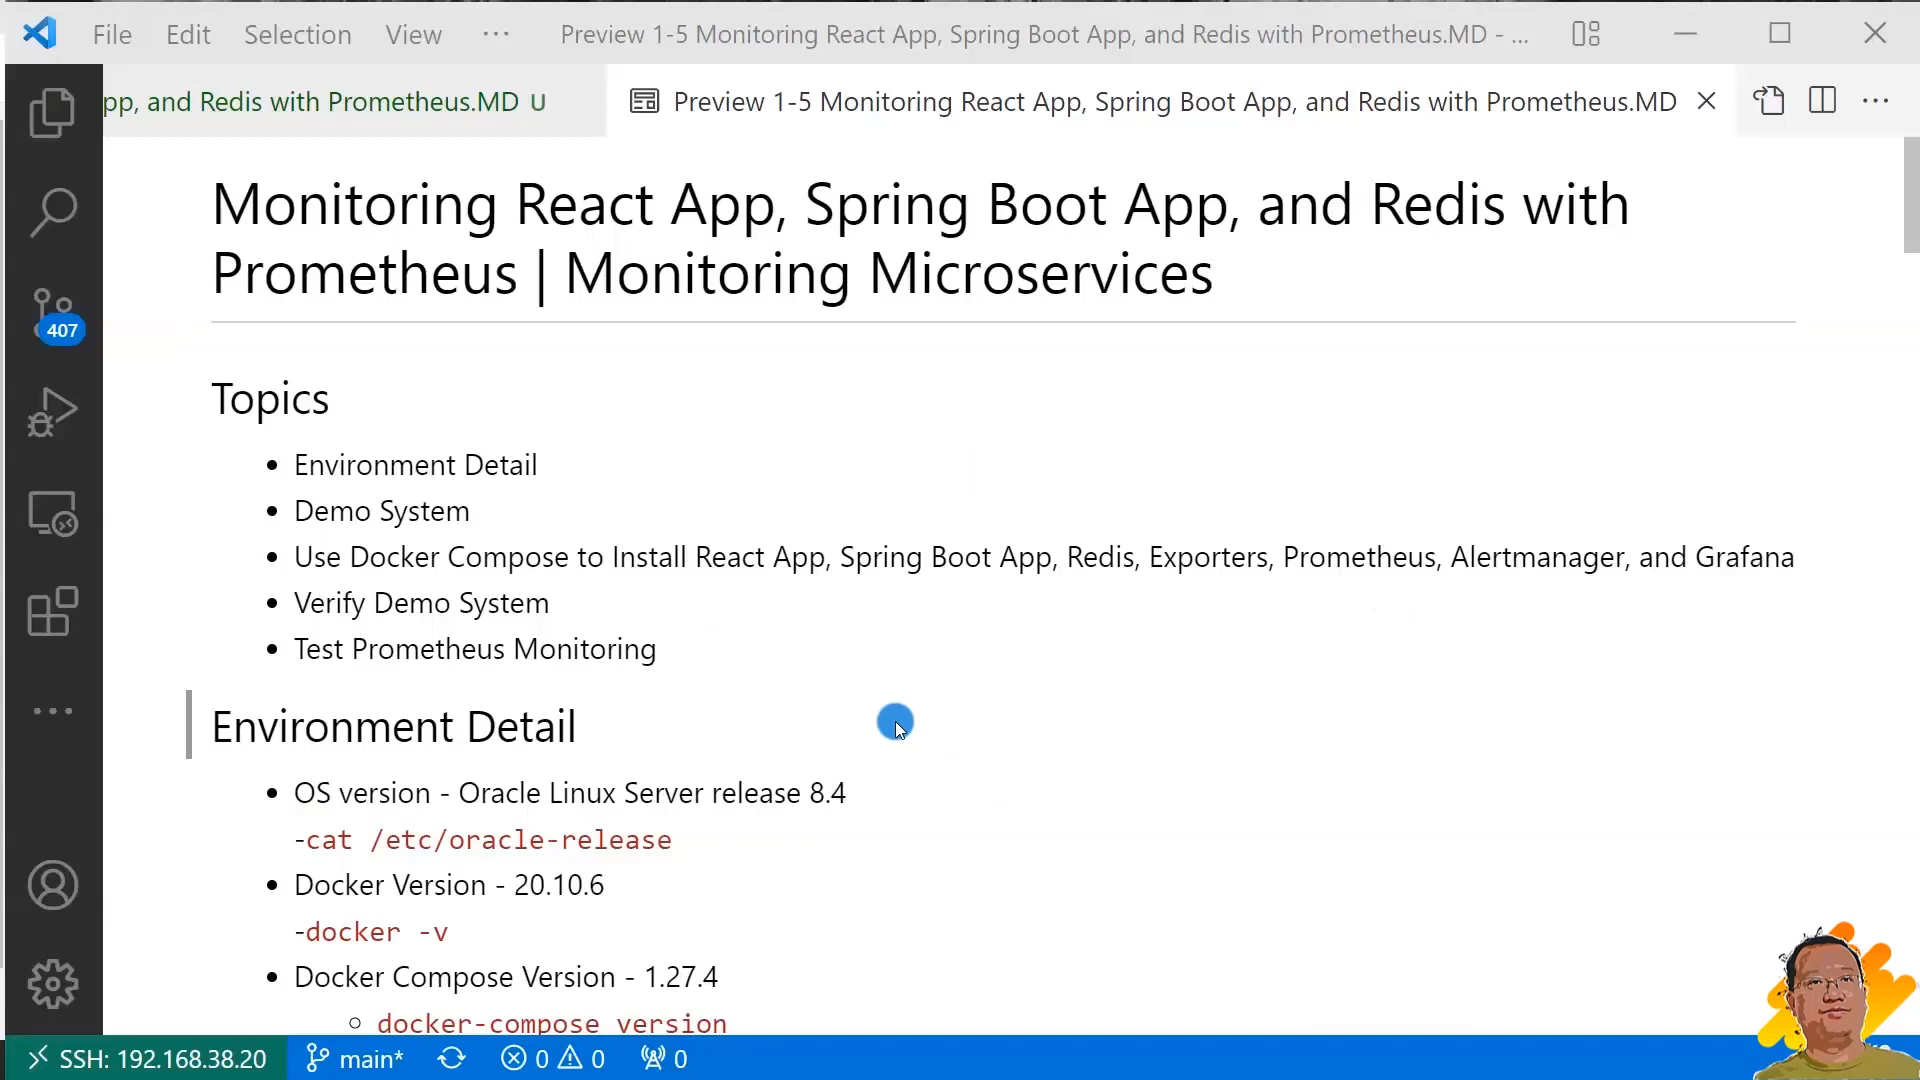 File Edit Selection View ··· Preview 1-5 Monitoring React App, Spring Boot App, and Redis with Prometheus.MD - ...
pp, and Redis with Prometheus.MD U
Preview 1-5 Monitoring React App, Spring Boot App, and Redis with Prometheus.MD
Monitoring React App, Spring Boot App, and Redis with
Prometheus | Monitoring Microservices
407
Topics
• Environment Detail
• Demo System
• Use Docker Compose to Install React App, Spring Boot App, Redis, Exporters, Prometheus, Alertmanager, and Grafana
• Verify Demo System
• Test Prometheus Monitoring
Environment Detail
• OS version - Oracle Linux Server release 8.4
-cat /etc/oracle-release
• Docker Version - 20.10.6
-docker -v
• Docker Compose Version - 1.27.4
○ docker-compose version
SSH: 192.168.38.20 main* 0 0 0